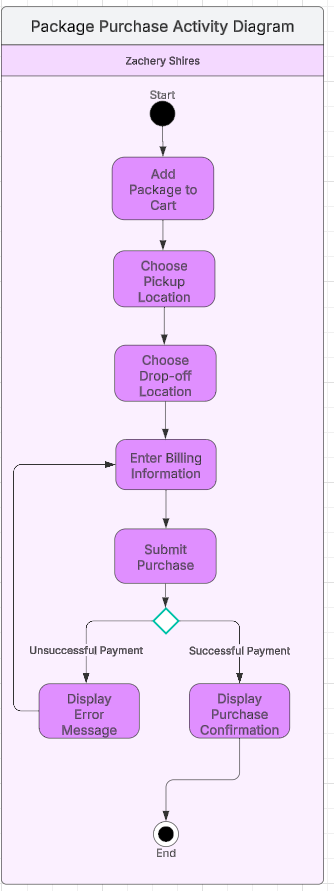 Package Purchase Activity Diagram
Zachery Shires
Start
Add
Package to
Cart
Choose
Pickup
Location
Choose
Drop-off
Location
Enter Billing
Information
Submit
Purchase
Unsuccessful Payment
Successful Payment
Display
Error
Message
Display
Purchase
Confirmation
End